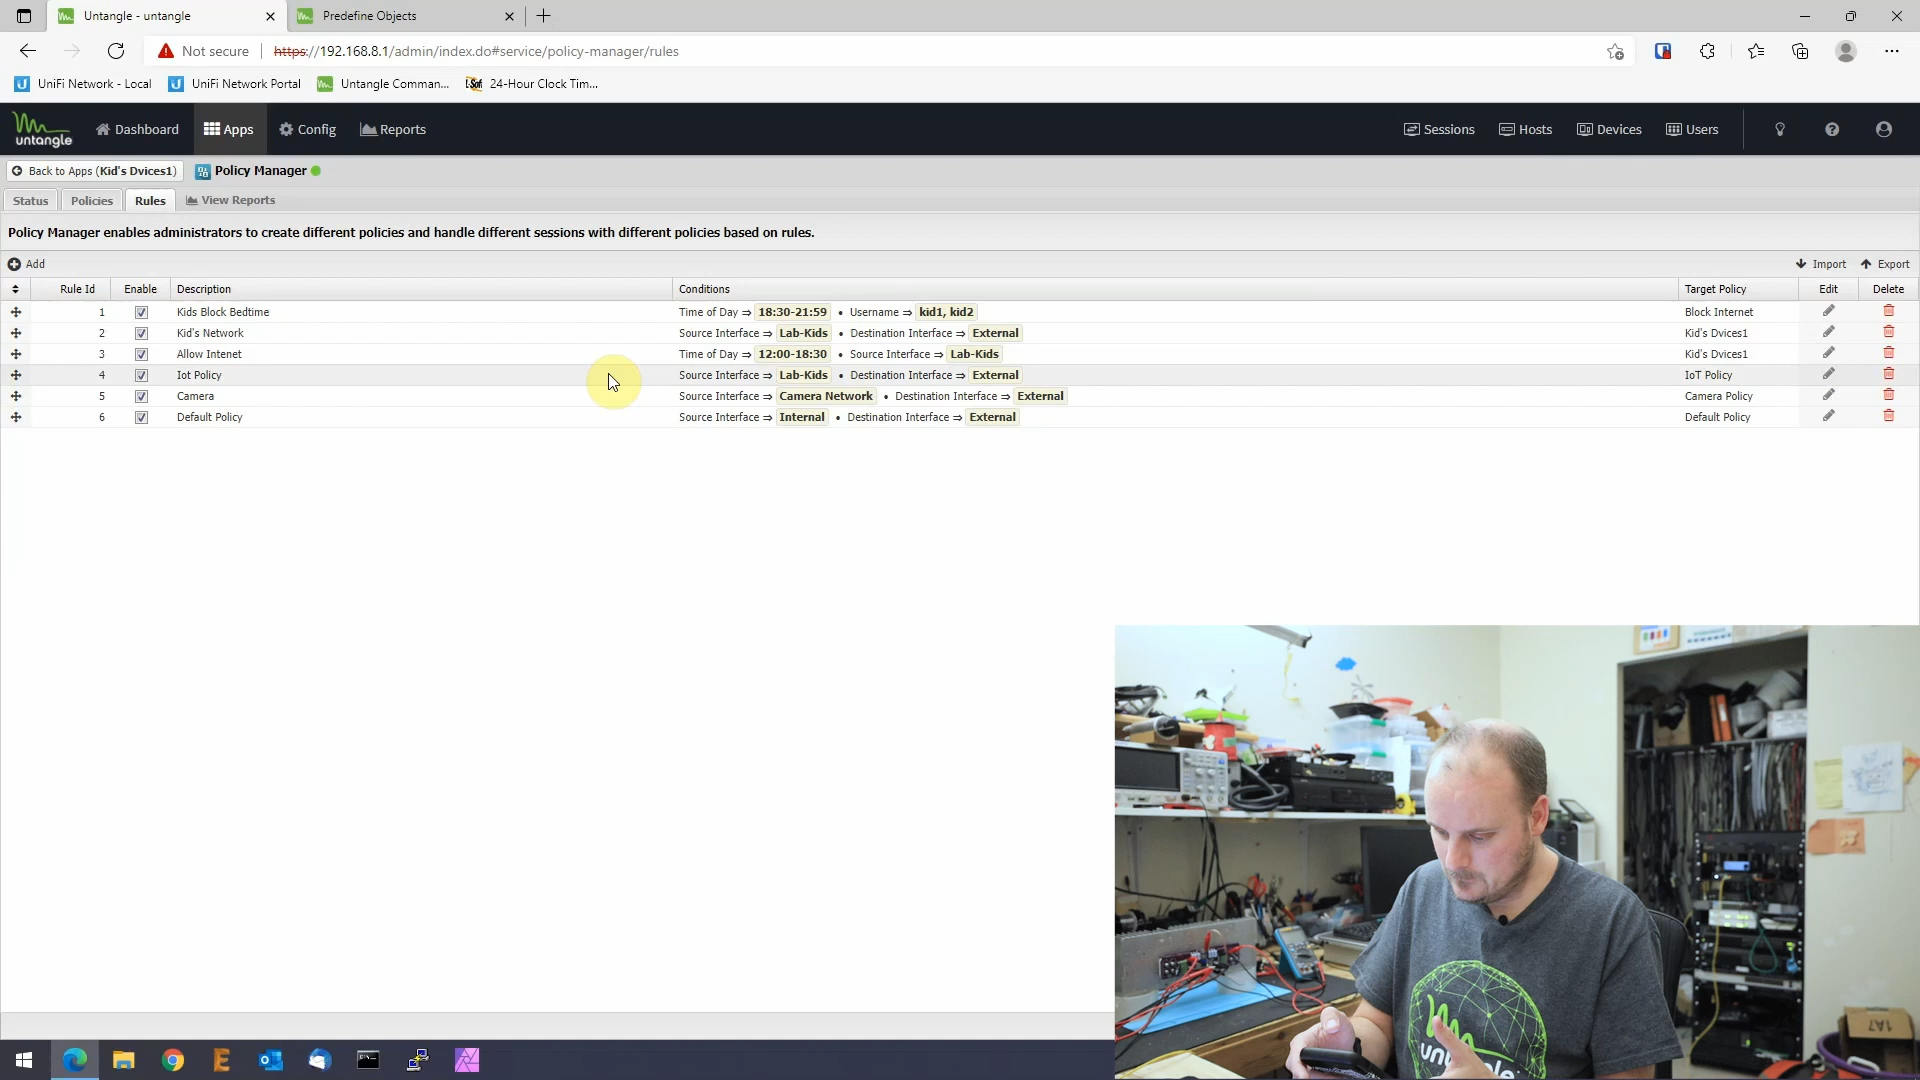 Untangle - untangle
Predefine Objects
Not secure
https://192.168.8.1/admin/index.do#service/policy-manager/rules
UniFi Network - Local
UniFi Network Portal
Untangle Comman...
24-Hour Clock Tim...
untangle
Dashboard
Apps
Config
Reports
Sessions
Hosts
Devices
Users
Back to Apps (Kid's Dvices1)
Policy Manager
Status
Policies
Rules
View Reports
Policy Manager enables administrators to create different policies and handle different sessions with different policies based on rules.
Add
Import
Export
Rule Id Enable Description Conditions Target Policy Edit Delete
1 Kids Block Bedtime Time of Day ⇒ 18:30-21:59 • Username ⇒ kid1, kid2 Block Internet
2 Kid's Network Source Interface ⇒ Lab-Kids • Destination Interface ⇒ External Kid's Dvices1
3 Allow Intenet Time of Day ⇒ 12:00-18:30 • Source Interface ⇒ Lab-Kids Kid's Dvices1
4 Iot Policy Source Interface ⇒ Lab-Kids • Destination Interface ⇒ External IoT Policy
5 Camera Source Interface ⇒ Camera Network • Destination Interface ⇒ External Camera Policy
6 Default Policy Source Interface ⇒ Internal • Destination Interface ⇒ External Default Policy